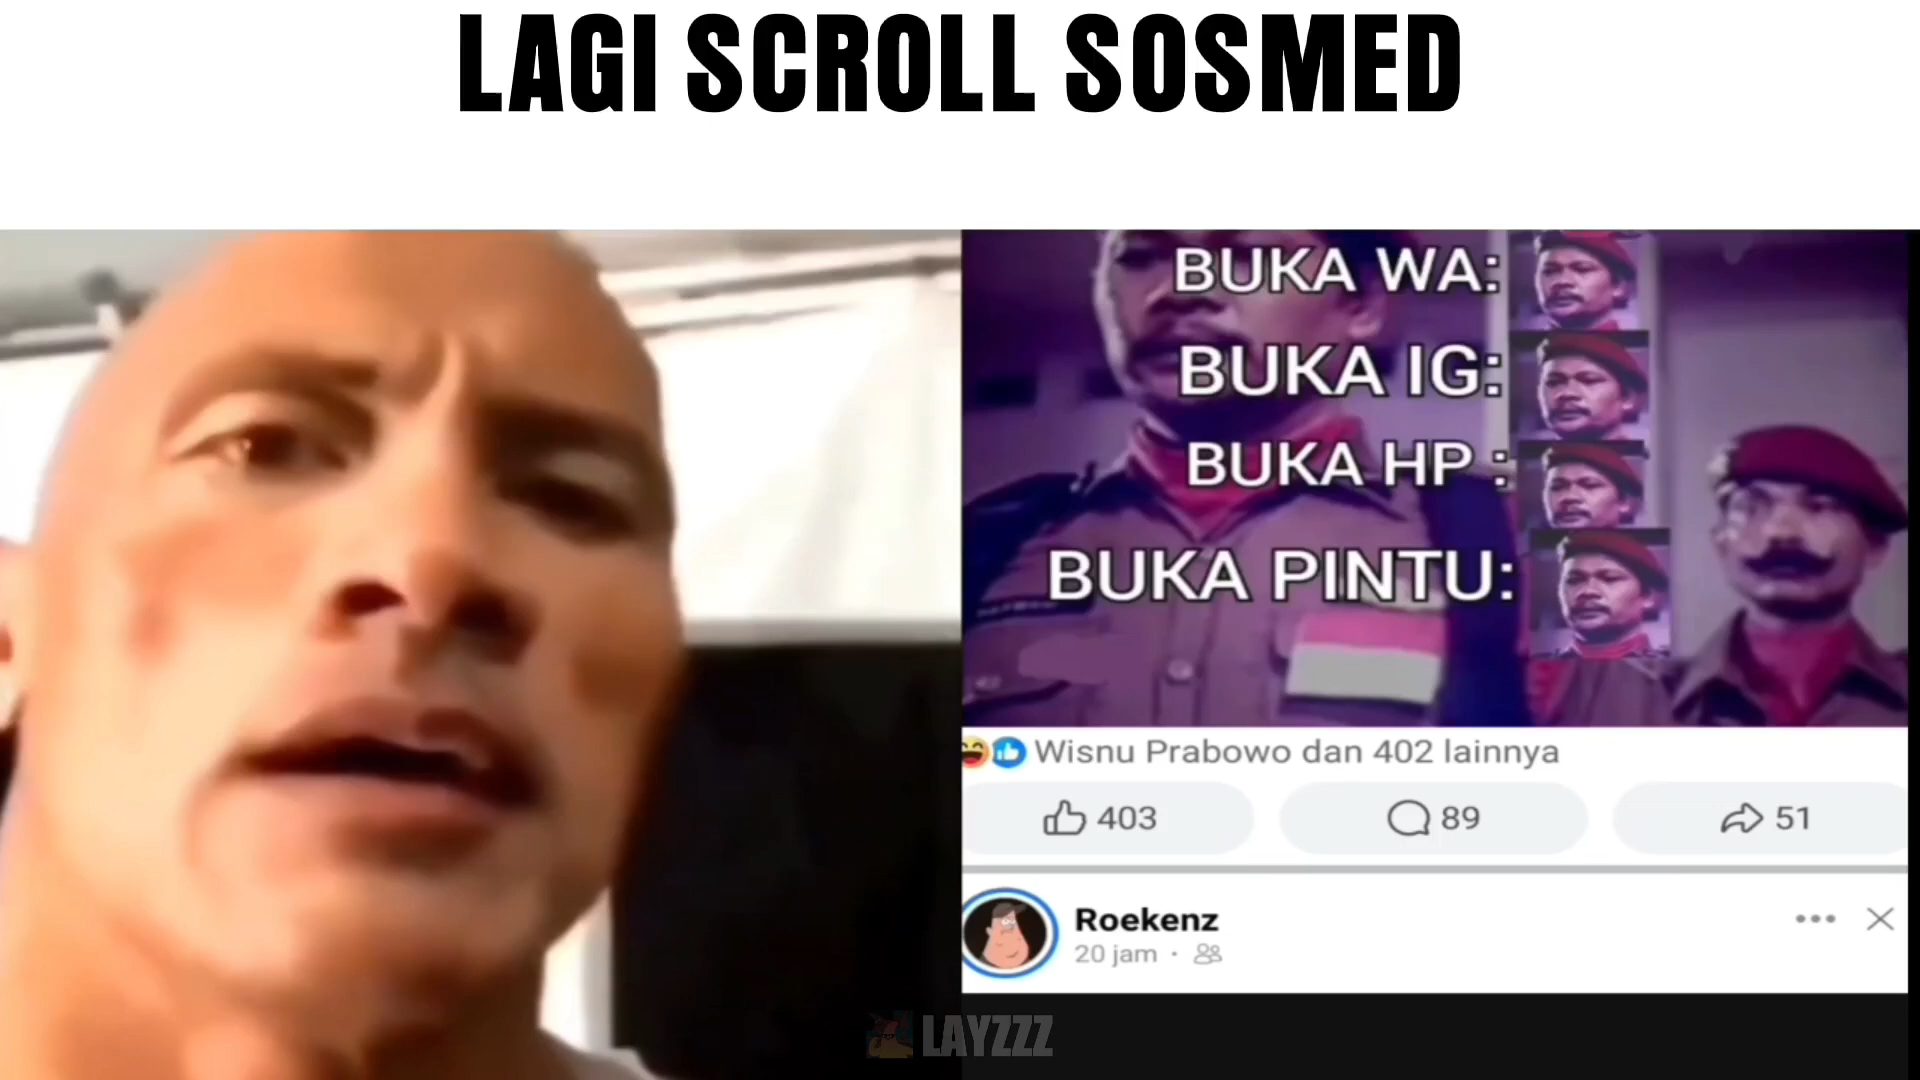 LAGI SCROLL SOSMED
BUKA WA:
BUKA IG:
BUKA HP :
BUKA PINTU:
Wisnu Prabowo dan 402 lainnya
403
89
51
Roekenz
20 jam ·
LAYZZZ